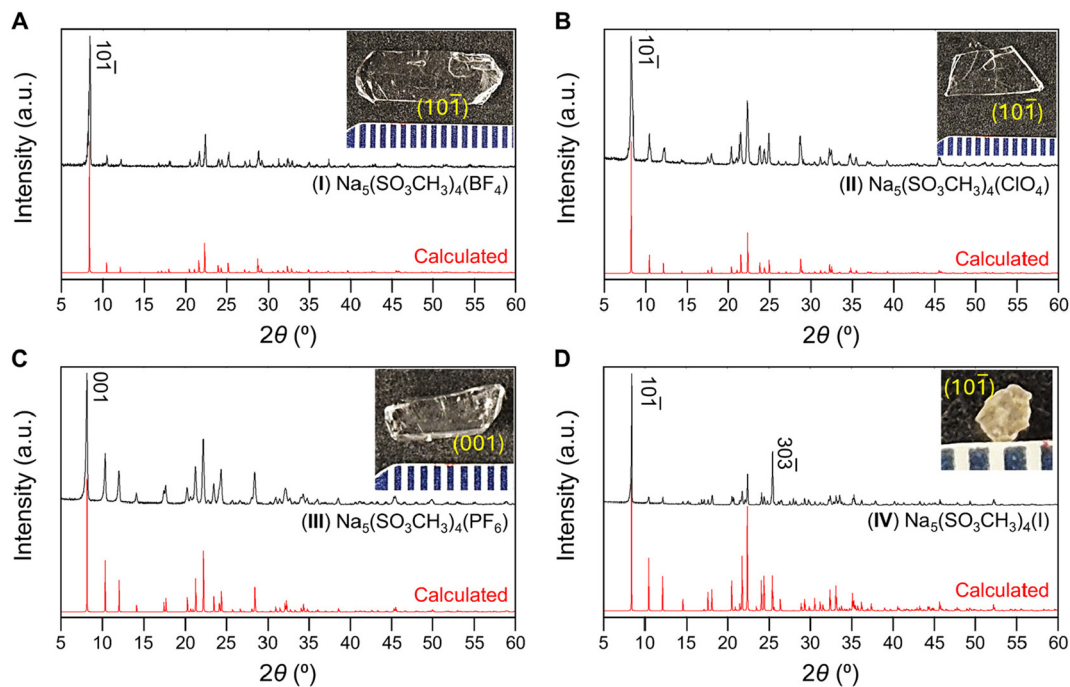 A
Intensity (a.u.)
101̲
(101̅)
(I) Na₅(SO₃CH₃)₄(BF₄)
Calculated
5 10 15 20 25 30 35 40 45 50 55 60
2θ (º)
B
Intensity (a.u.)
101̲
(101̅)
(II) Na₅(SO₃CH₃)₄(ClO₄)
Calculated
5 10 15 20 25 30 35 40 45 50 55 60
2θ (º)
C
Intensity (a.u.)
001
(001)
(III) Na₅(SO₃CH₃)₄(PF₆)
Calculated
5 10 15 20 25 30 35 40 45 50 55 60
2θ (º)
D
Intensity (a.u.)
101̅
303̅
(101̅)
(IV) Na₅(SO₃CH₃)₄(I)
Calculated
5 10 15 20 25 30 35 40 45 50 55 60
2θ (º)